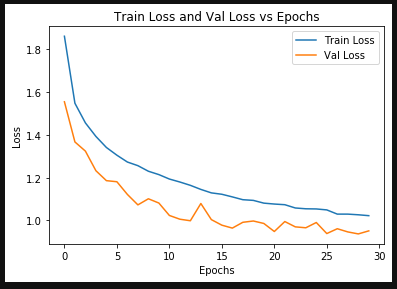 Train Loss and Val Loss vs Epochs
Train Loss
Val Loss
Loss
1.8
1.6
1.4
1.2
1.0
0 5 10 15 20 25 30
Epochs